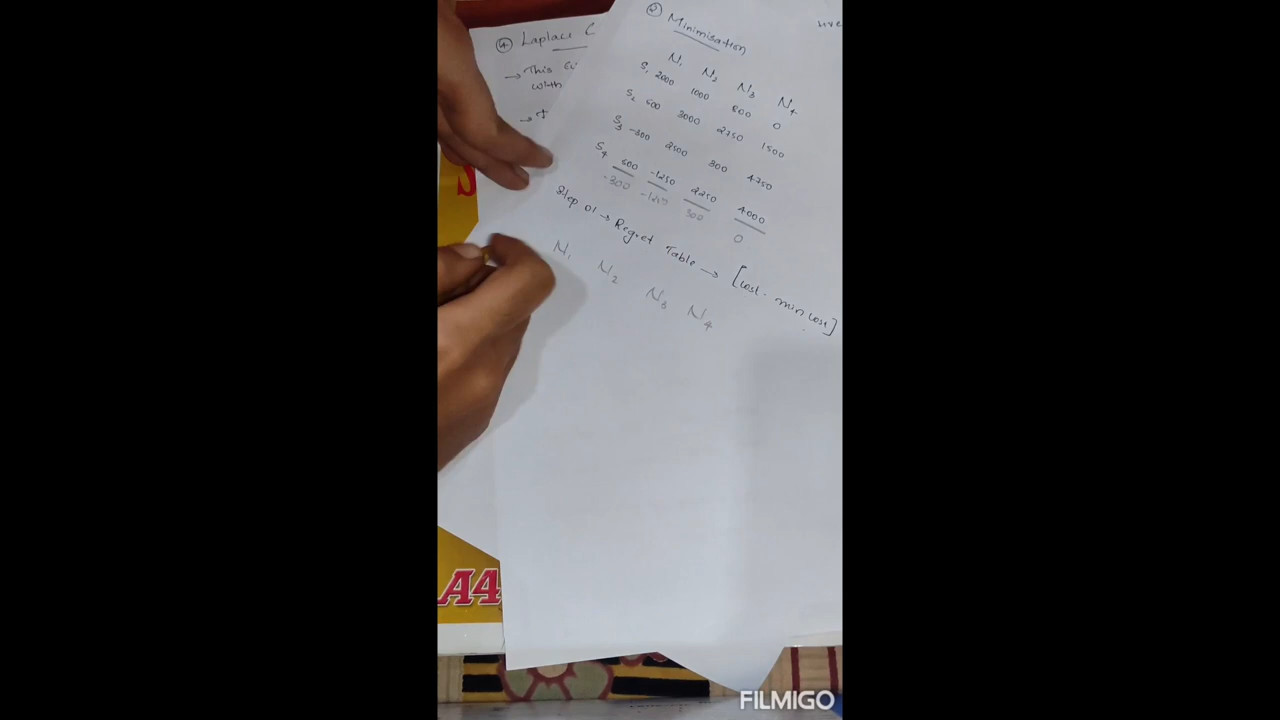 ④ Laplace C
→ This
with
→ T
② Minimisation
N₁ N₂ N₃ N₄
S₁ 2000 1000 800 0
S₂ 600 3000 2750 1500
S₃ -300 2500 300 4750
S₄ 600 -1250 2250 4000
-300 -1250 300 0
Step 01 → Regret Table → [Cost - min Cost]
N₁ N₂ N₃ N₄
A4
FILMIGO